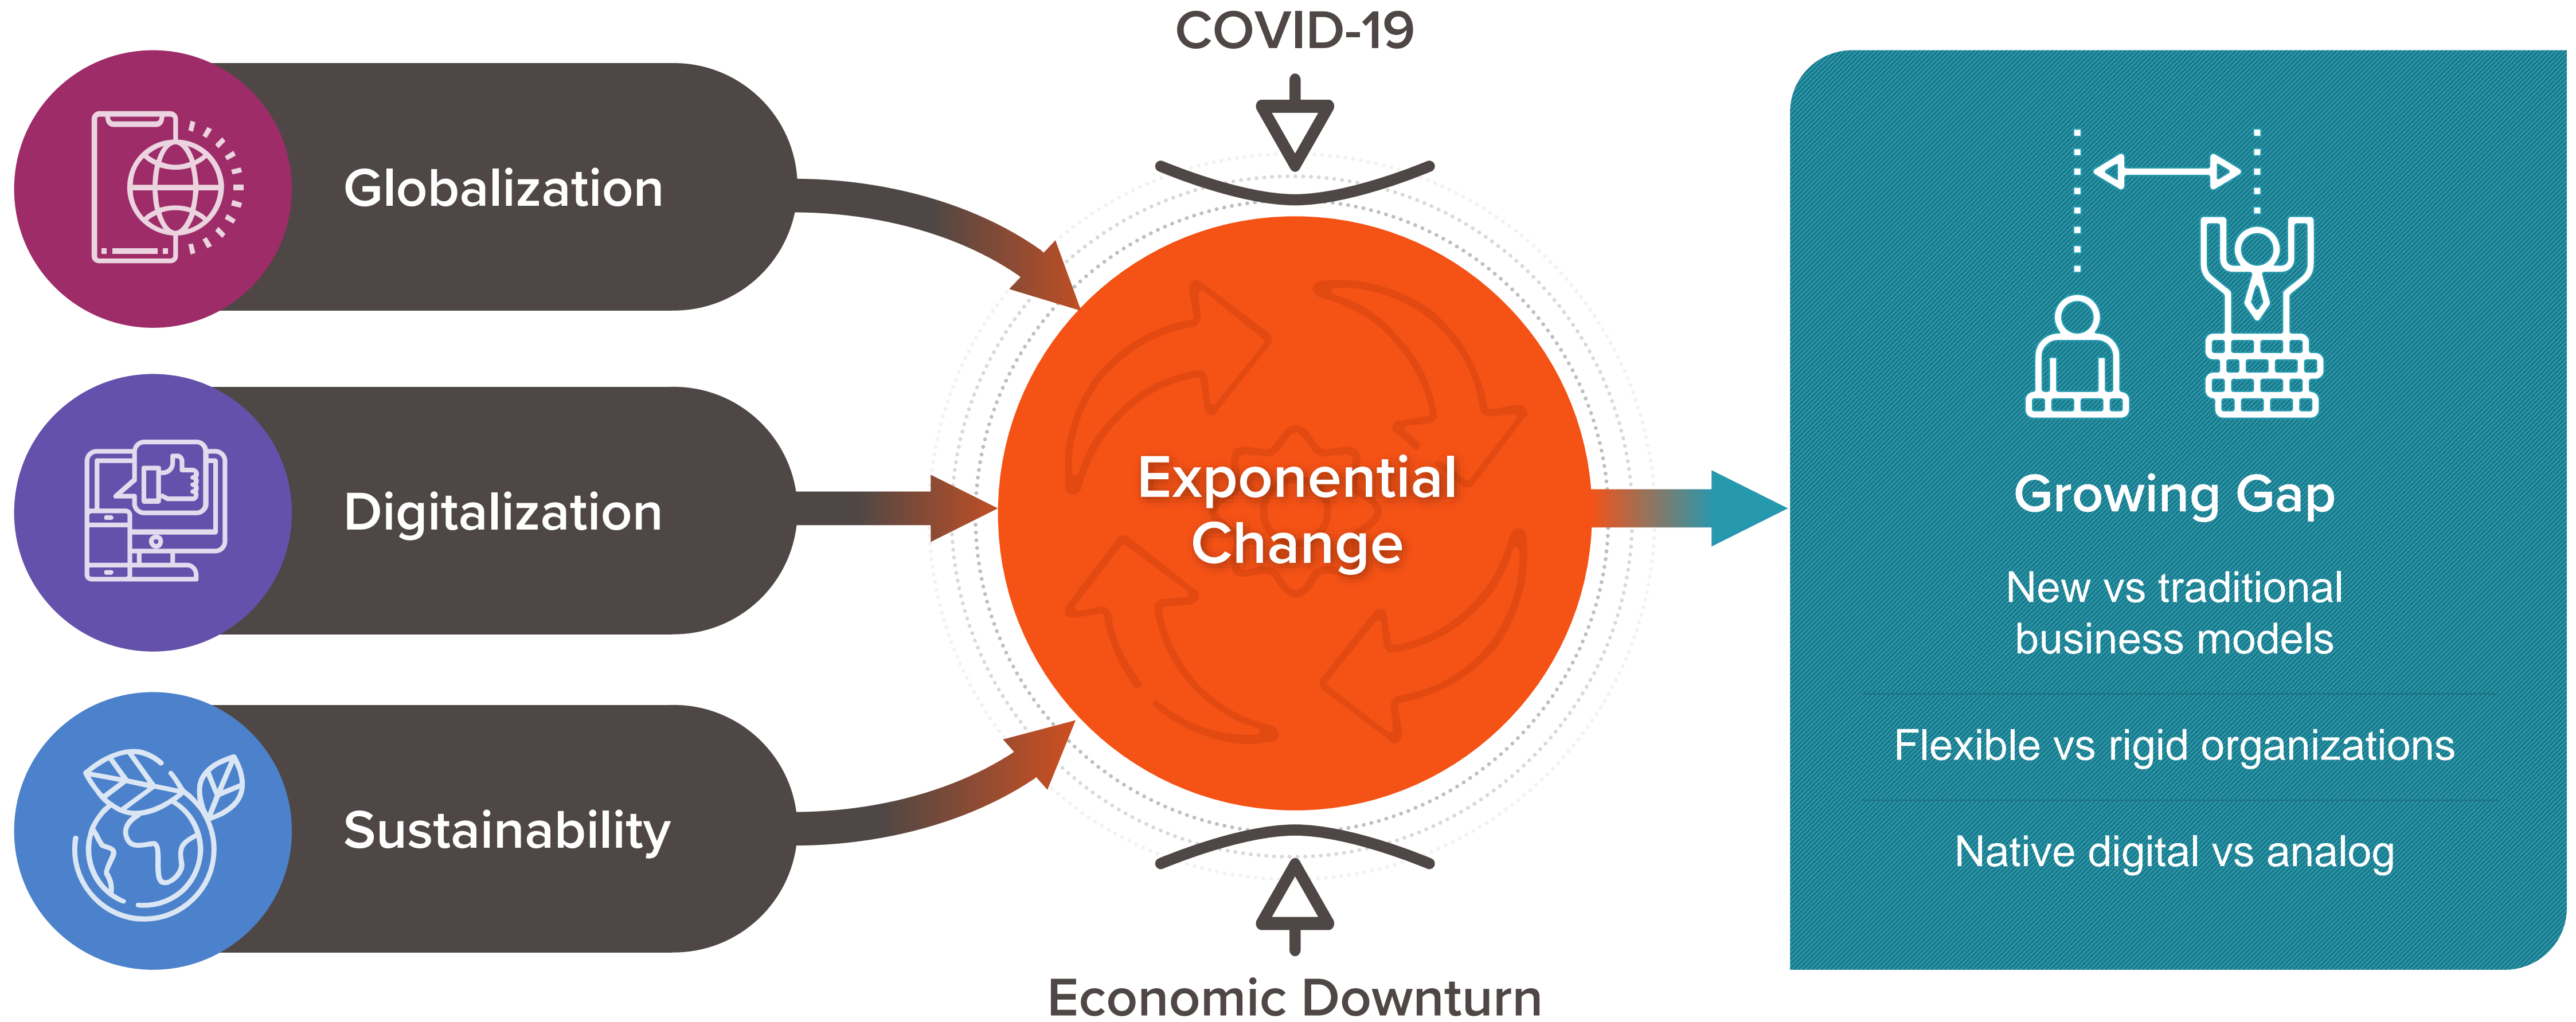 COVID-19
Globalization
Digitalization
Sustainability
Exponential
Change
Economic Downturn
Growing Gap
New vs traditional
business models
Flexible vs rigid organizations
Native digital vs analog